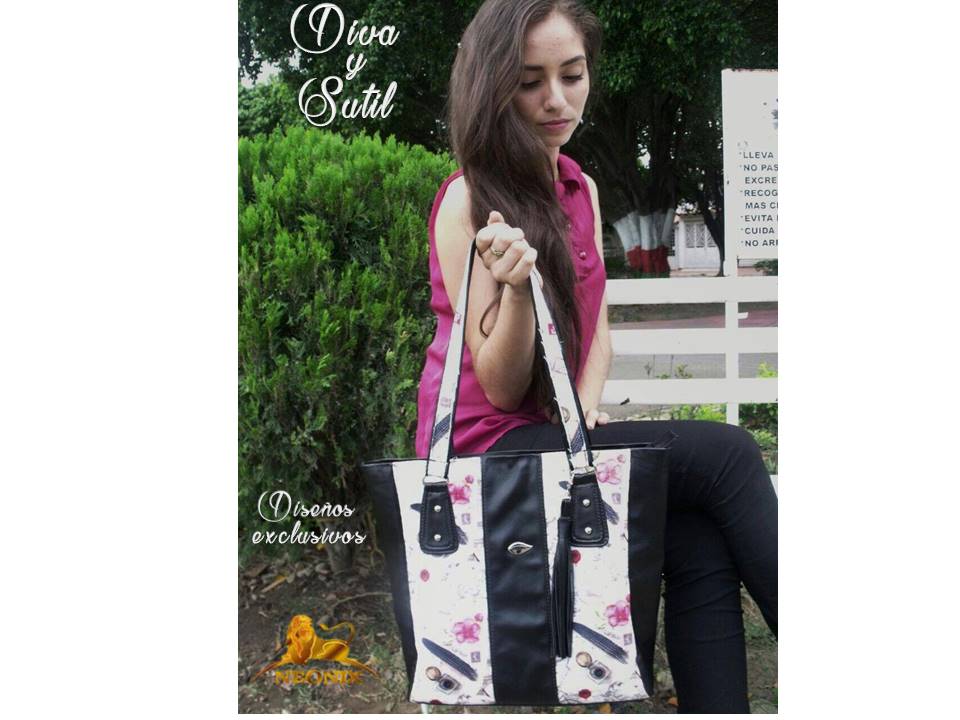 Diva
y
Sutil
*LLEVA
*NO PAS
EXCRE
*RECOG
MAS C
*EVITA
*CUIDA
*NO AR
Diseños
exclusivos
NEONIX